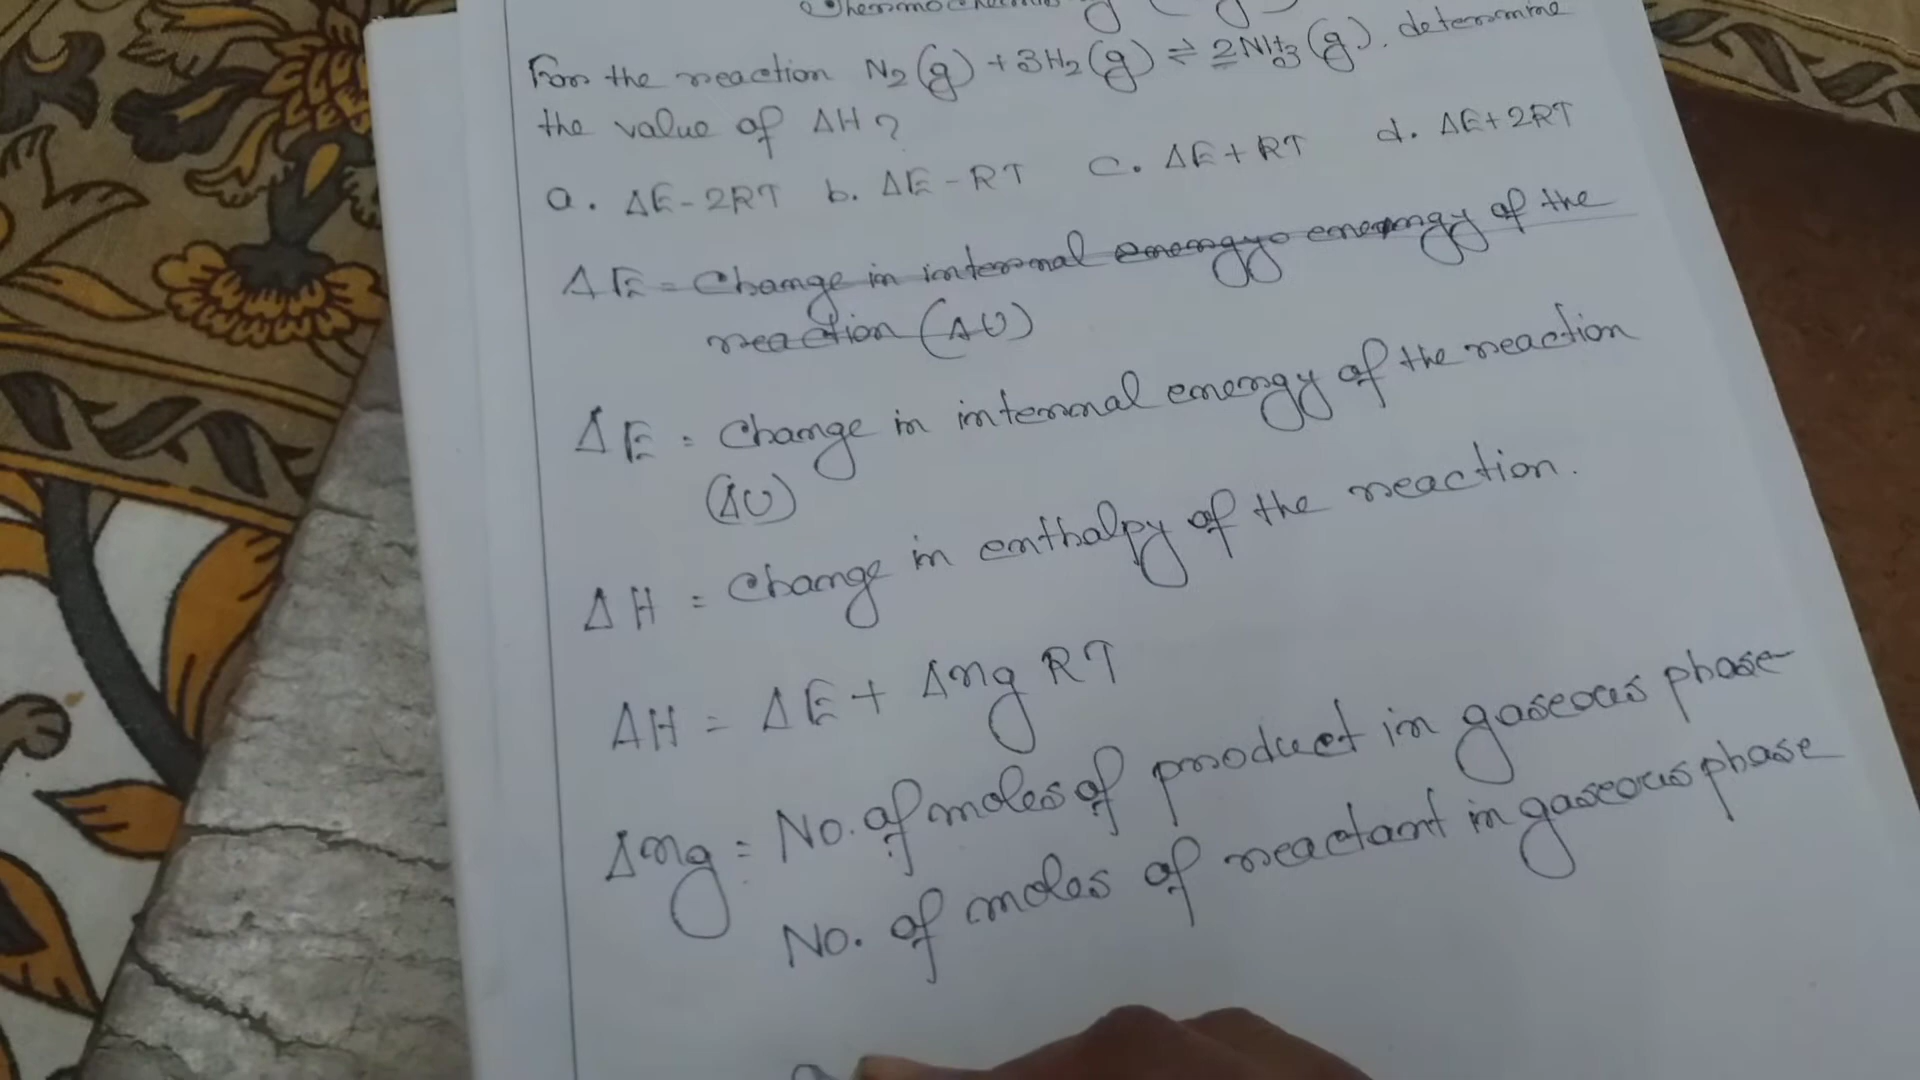 Thermochemistry
For the reaction N₂(g) + 3H₂(g) ⇌ 2NH₃(g). determine
the value of ΔH?
a. ΔE - 2RT b. ΔE - RT c. ΔE + RT d. ΔE + 2RT
ΔE = Change in internal energy energy of the
reaction (ΔU)
ΔE = Change in internal energy of the reaction
(ΔU)
ΔH = Change in enthalpy of the reaction.
ΔH = ΔE + Δng RT
Δng = No. of moles of product in gaseous phase -
No. of moles of reactant in gaseous phase